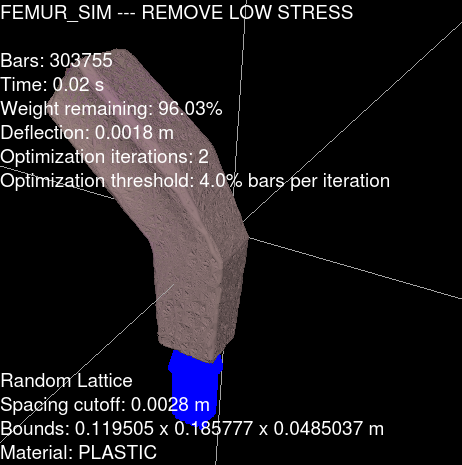 FEMUR_SIM --- REMOVE LOW STRESS
Bars: 303755
Time: 0.02 s
Weight remaining: 96.03%
Deflection: 0.0018 m
Optimization iterations: 2
Optimization threshold: 4.0% bars per iteration
Random Lattice
Spacing cutoff: 0.0028 m
Bounds: 0.119505 x 0.185777 x 0.0485037 m
Material: PLASTIC